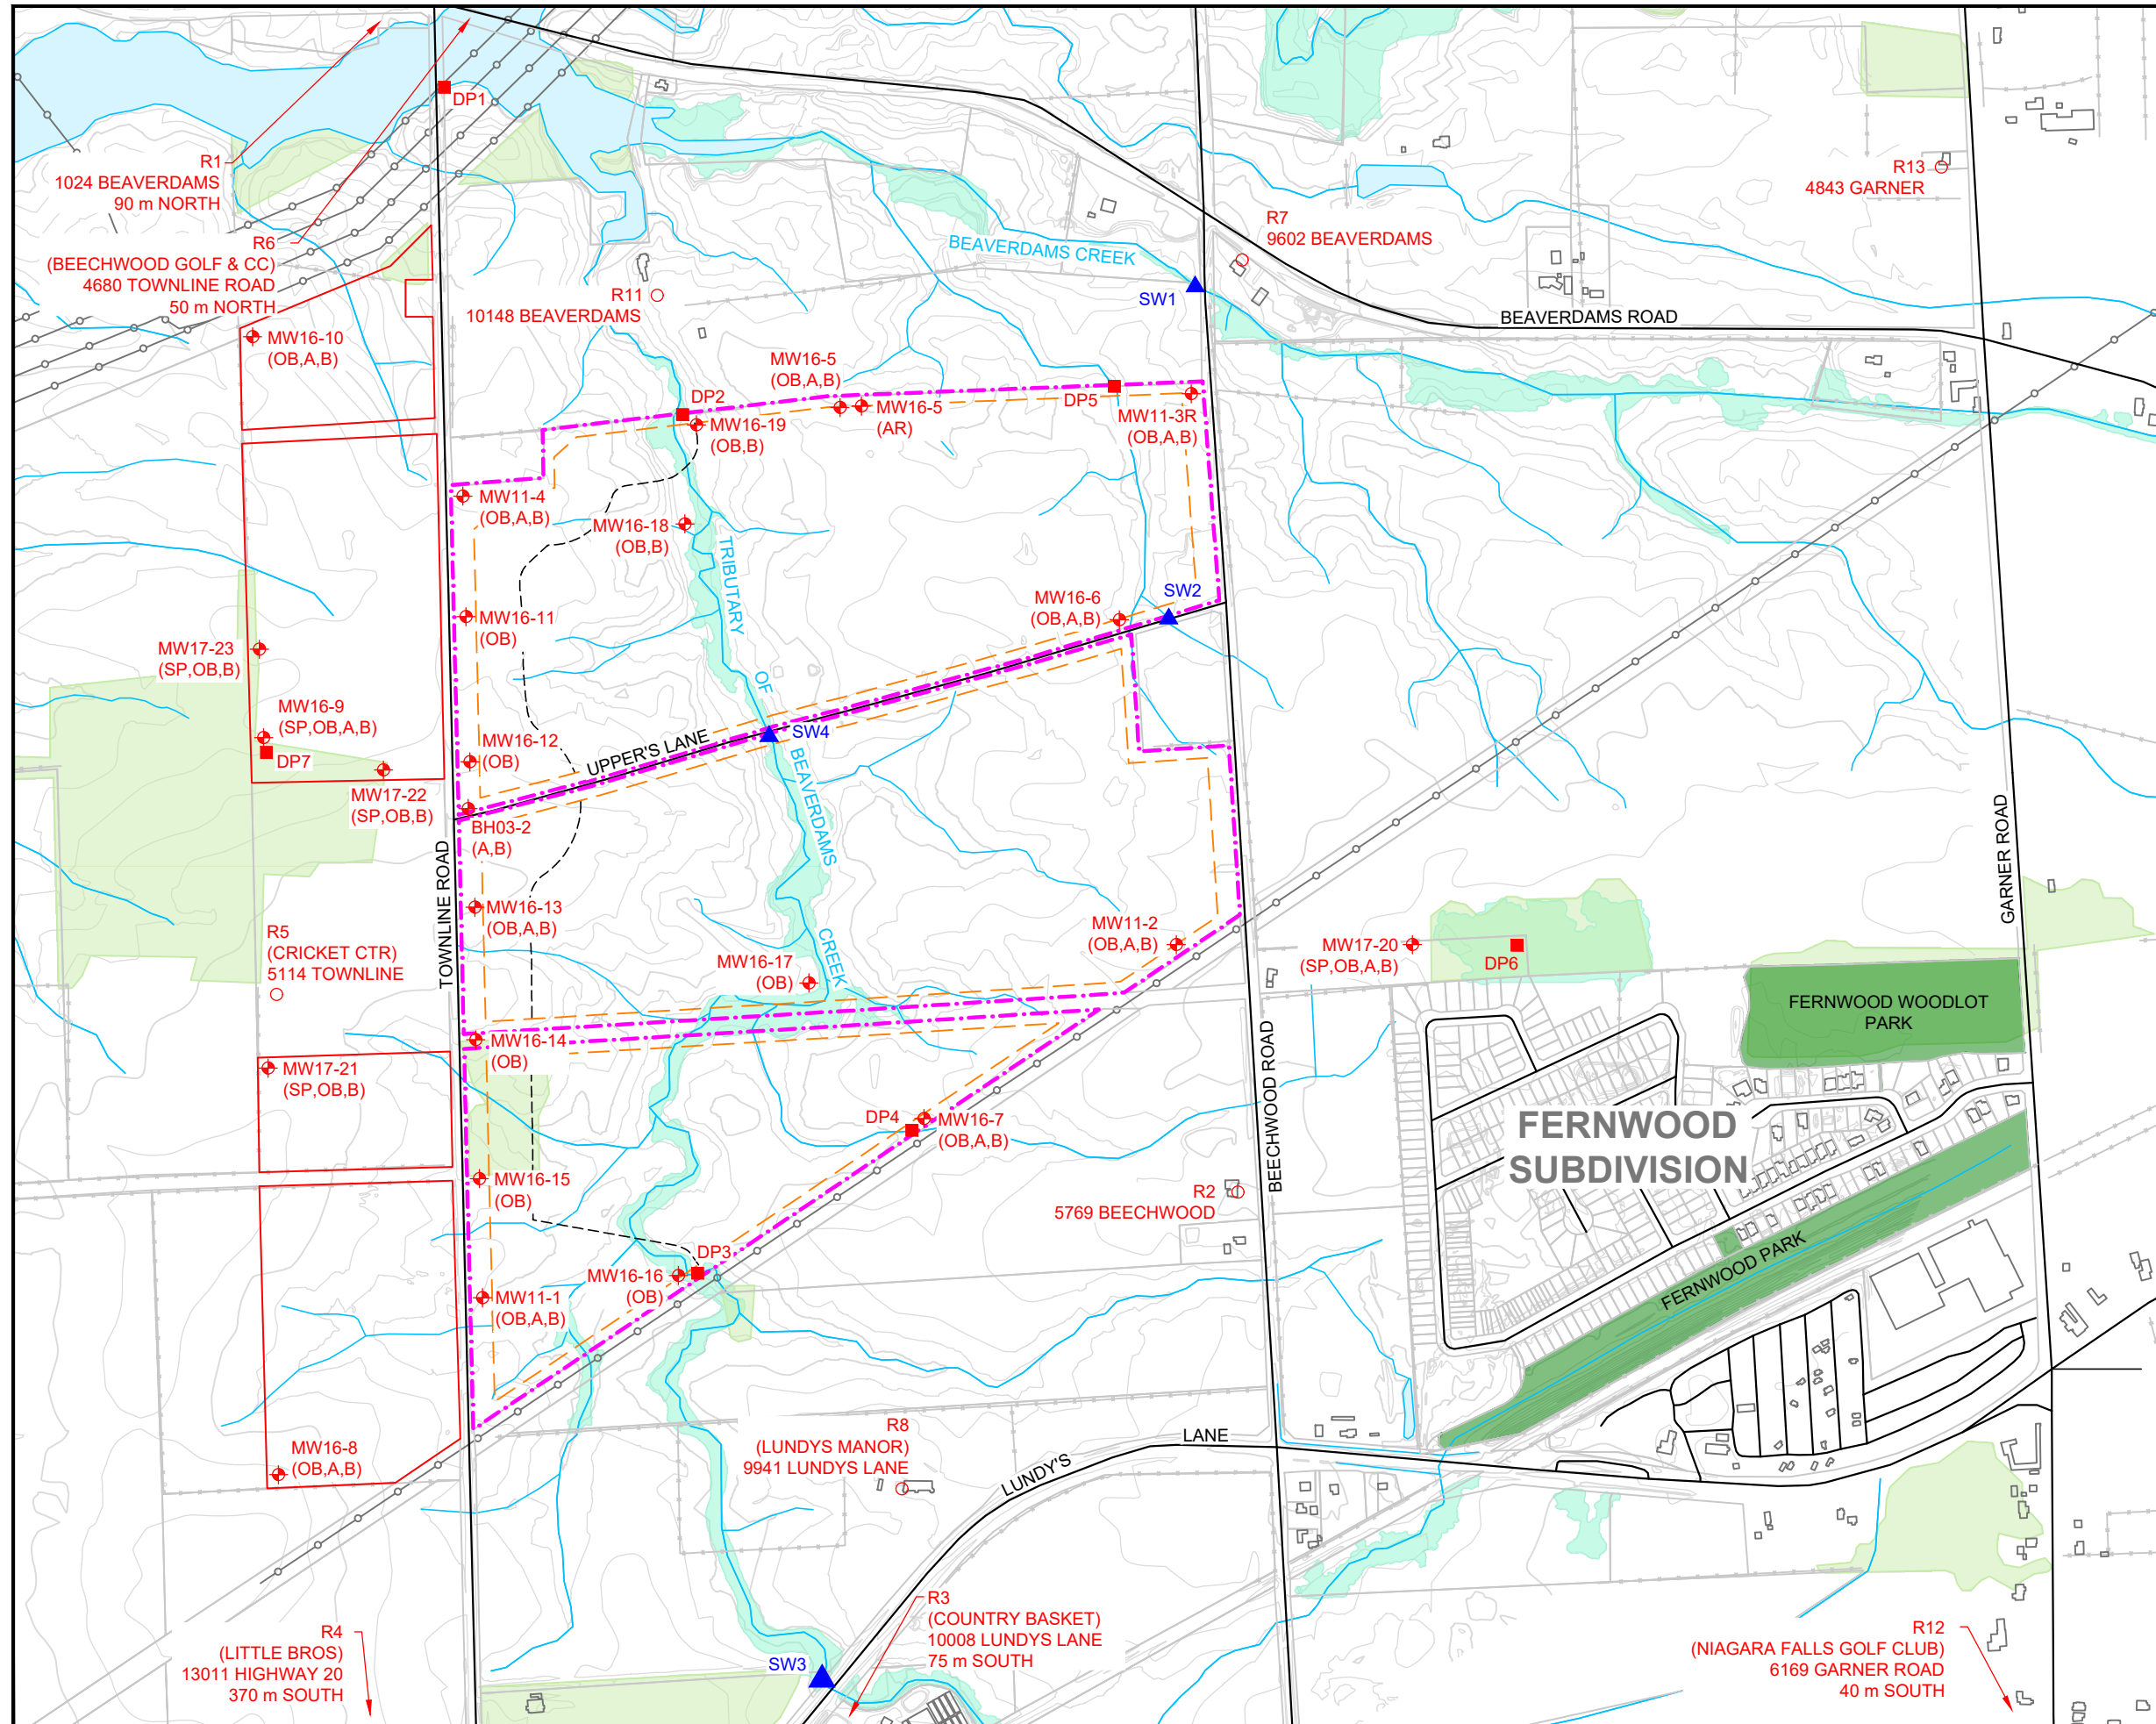 DP1
R1
1024 BEAVERDAMS
90 m NORTH
R13
4843 GARNER
R7
9602 BEAVERDAMS
R6
(BEECHWOOD GOLF & CC)
4680 TOWNLINE ROAD
50 m NORTH
BEAVERDAMS CREEK
R11
10148 BEAVERDAMS
SW1
BEAVERDAMS ROAD
MW16-10
(OB,A,B)
MW16-5
(OB,A,B)
DP2
MW16-5
(AR)
DP5
MW11-3R
(OB,A,B)
MW16-19
(OB,B)
MW11-4
(OB,A,B)
MW16-18
(OB,B)
TRIBUTARY
OF
BEAVERDAMS
CREEK
MW16-11
(OB)
MW16-6
(OB,A,B)
SW2
MW17-23
(SP,OB,B)
MW16-9
(SP,OB,A,B)
DP7
MW16-12
(OB)
UPPER'S LANE
SW4
MW17-22
(SP,OB,B)
BH03-2
(A,B)
TOWNLINE ROAD
GARNER ROAD
MW16-13
(OB,A,B)
R5
(CRICKET CTR)
5114 TOWNLINE
MW11-2
(OB,A,B)
MW16-17
(OB)
MW17-20
(SP,OB,A,B)
DP6
FERNWOOD WOODLOT
PARK
BEECHWOOD ROAD
MW16-14
(OB)
MW17-21
(SP,OB,B)
DP4
MW16-7
(OB,A,B)
FERNWOOD
SUBDIVISION
MW16-15
(OB)
R2
5769 BEECHWOOD
DP3
MW16-16
(OB)
FERNWOOD PARK
MW11-1
(OB,A,B)
R8
(LUNDYS MANOR)
9941 LUNDYS LANE
LUNDY'S
LANE
MW16-8
(OB,A,B)
R3
(COUNTRY BASKET)
10008 LUNDYS LANE
75 m SOUTH
R4
(LITTLE BROS)
13011 HIGHWAY 20
370 m SOUTH
SW3
R12
(NIAGARA FALLS GOLF CLUB)
6169 GARNER ROAD
40 m SOUTH